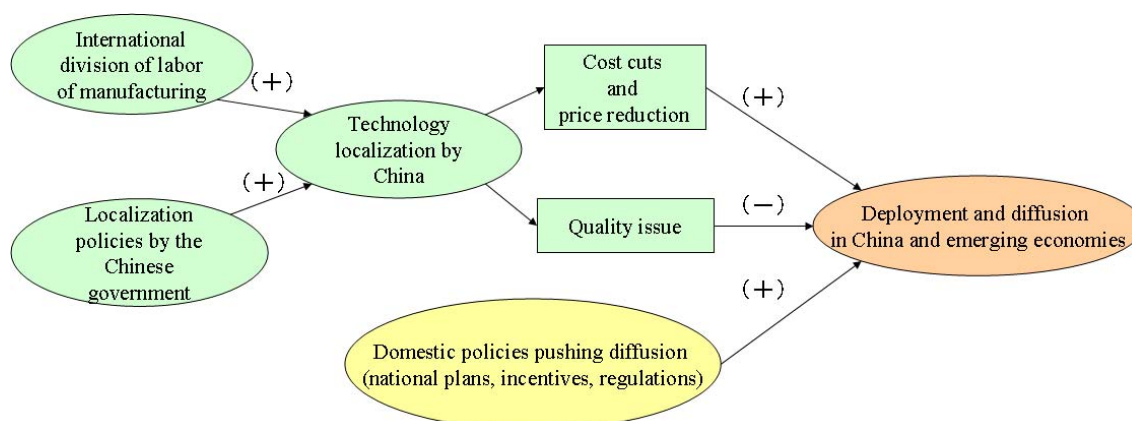 International
division of labor
of manufacturing
(+)
Localization
policies by the
Chinese
government
(+)
Technology
localization by
China
Cost cuts
and
price reduction
(+)
Quality issue
(-)
Domestic policies pushing diffusion
(national plans, incentives, regulations)
(+)
Deployment and diffusion
in China and emerging economies